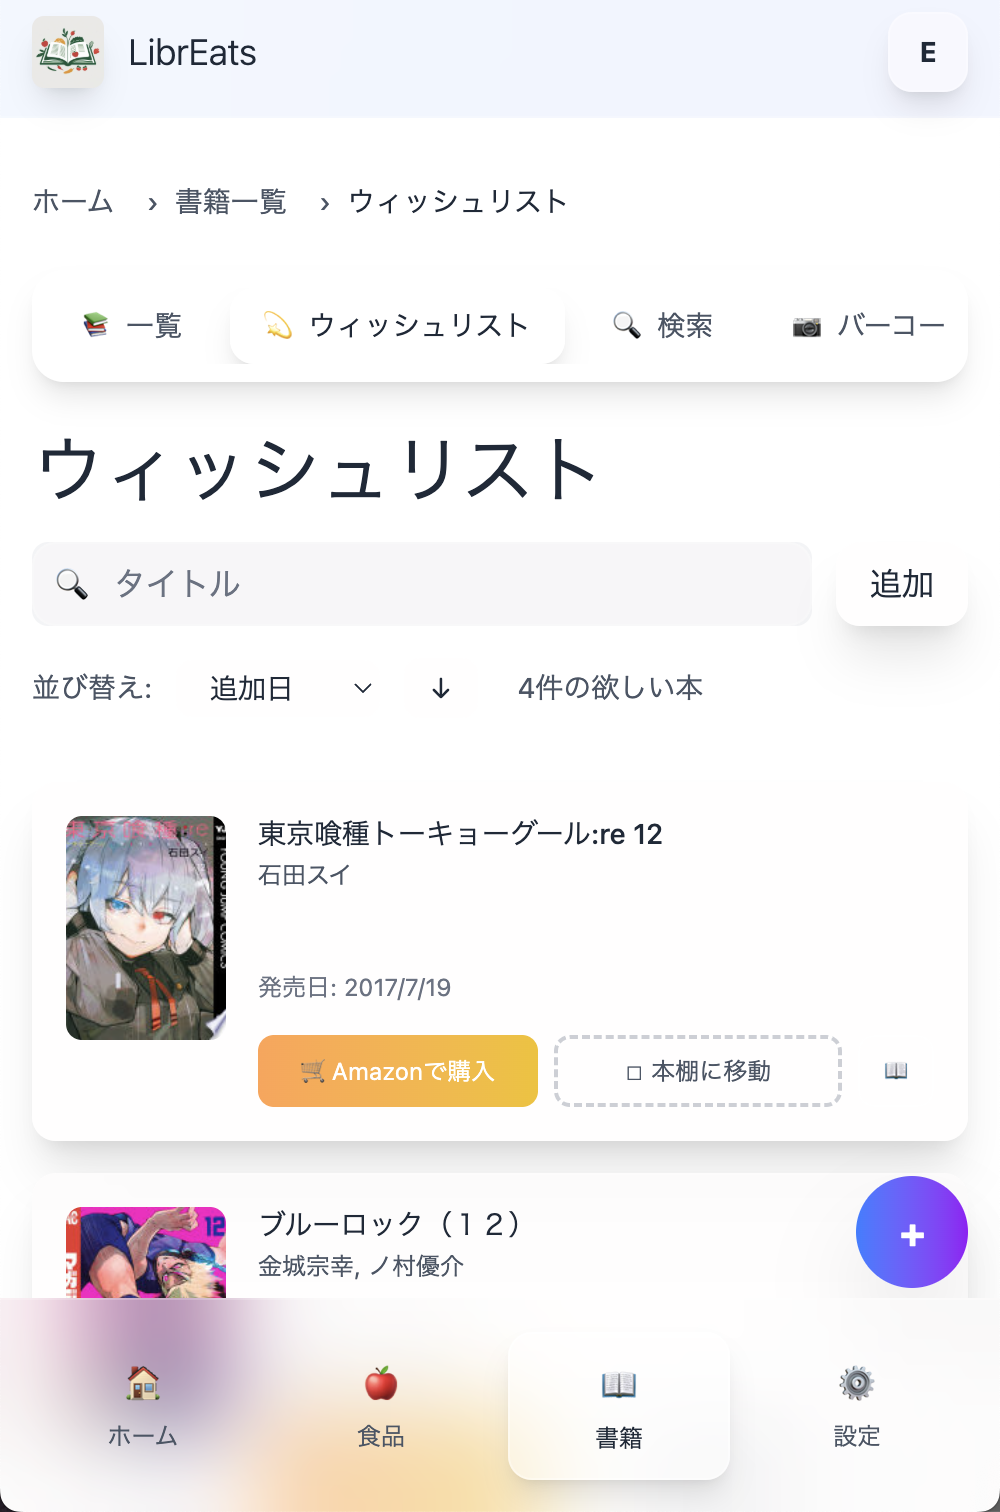 LibrEats
E
ホーム › 書籍一覧 › ウィッシュリスト
一覧 ウィッシュリスト 検索 バーコー
ウィッシュリスト
タイトル 追加
並び替え: 追加日 ↓ 4件の欲しい本
東京喰種トーキョーグール:re 12
石田スイ
石田スイ
発売日: 2017/7/19
Amazonで購入 本棚に移動
ブルーロック（１２）
金城宗幸, ノ村優介
12
+
ホーム 食品 書籍 設定